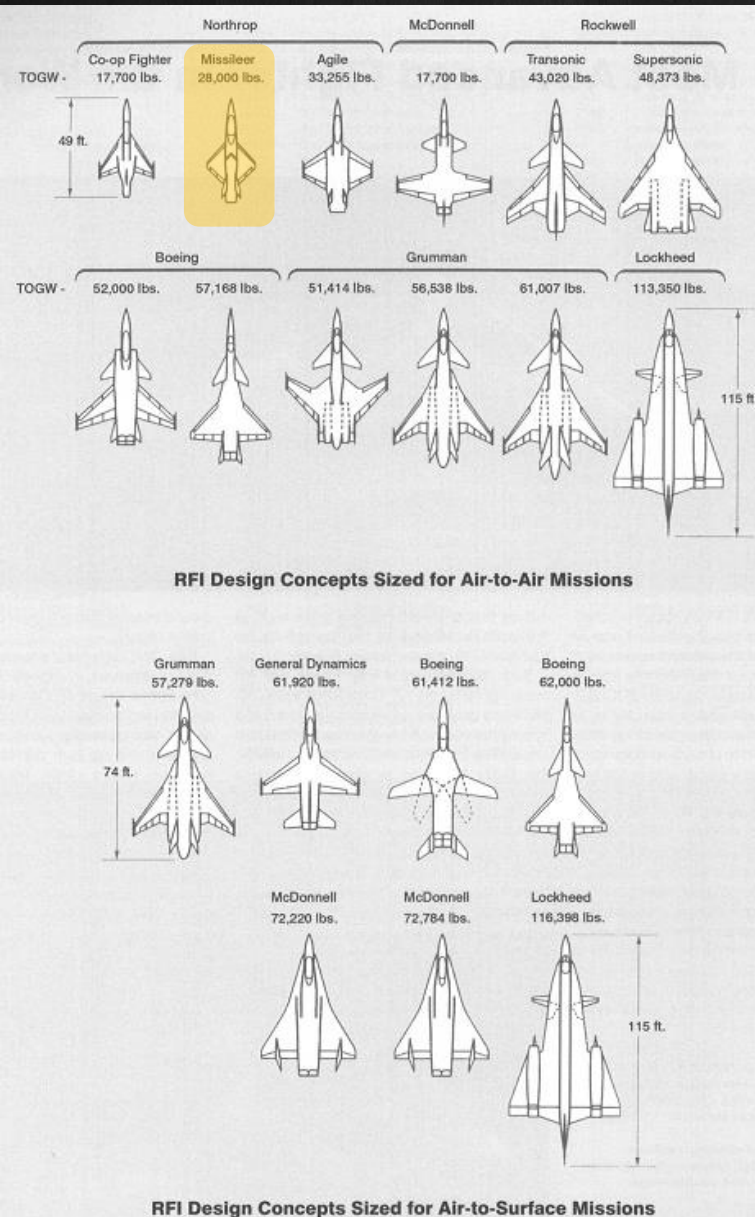 Northrop McDonnell Rockwell
Co-op Fighter Missileer Agile Transonic Supersonic
TOGW - 17,700 lbs. 28,000 lbs. 33,255 lbs. 17,700 lbs. 43,020 lbs. 48,373 lbs.
49 ft.
Boeing Grumman Lockheed
TOGW - 52,000 lbs. 57,168 lbs. 51,414 lbs. 56,538 lbs. 61,007 lbs. 113,350 lbs.
115 ft
RFI Design Concepts Sized for Air-to-Air Missions
Grumman General Dynamics Boeing Boeing
57,279 lbs. 61,920 lbs. 61,412 lbs. 62,000 lbs.
74 ft.
McDonnell McDonnell Lockheed
72,220 lbs. 72,784 lbs. 116,398 lbs.
115 ft.
RFI Design Concepts Sized for Air-to-Surface Missions